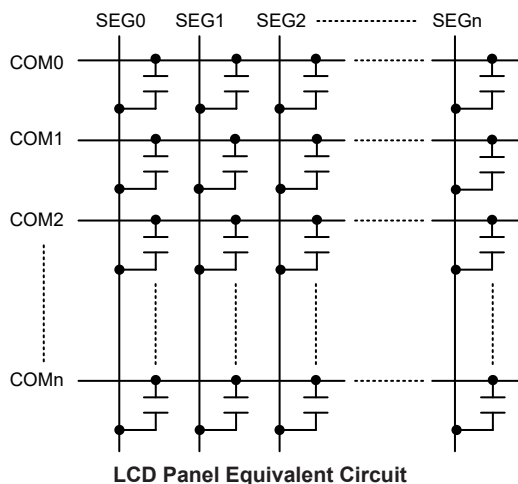 SEG0 SEG1 SEG2 SEGn
COM0
COM1
COM2
COMn
LCD Panel Equivalent Circuit